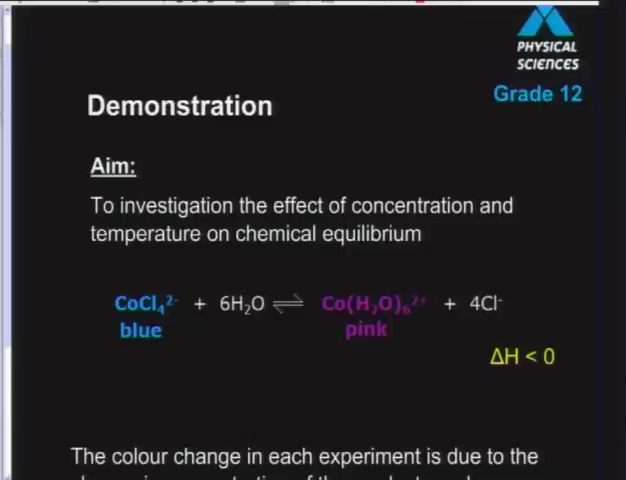 PHYSICAL
SCIENCES
Grade 12
Demonstration
Aim:
To investigation the effect of concentration and
temperature on chemical equilibrium
CoCl₄²⁻ + 6H₂O ⇌ Co(H₂O)₆²⁺ + 4Cl⁻
blue pink
ΔH < 0
The colour change in each experiment is due to the